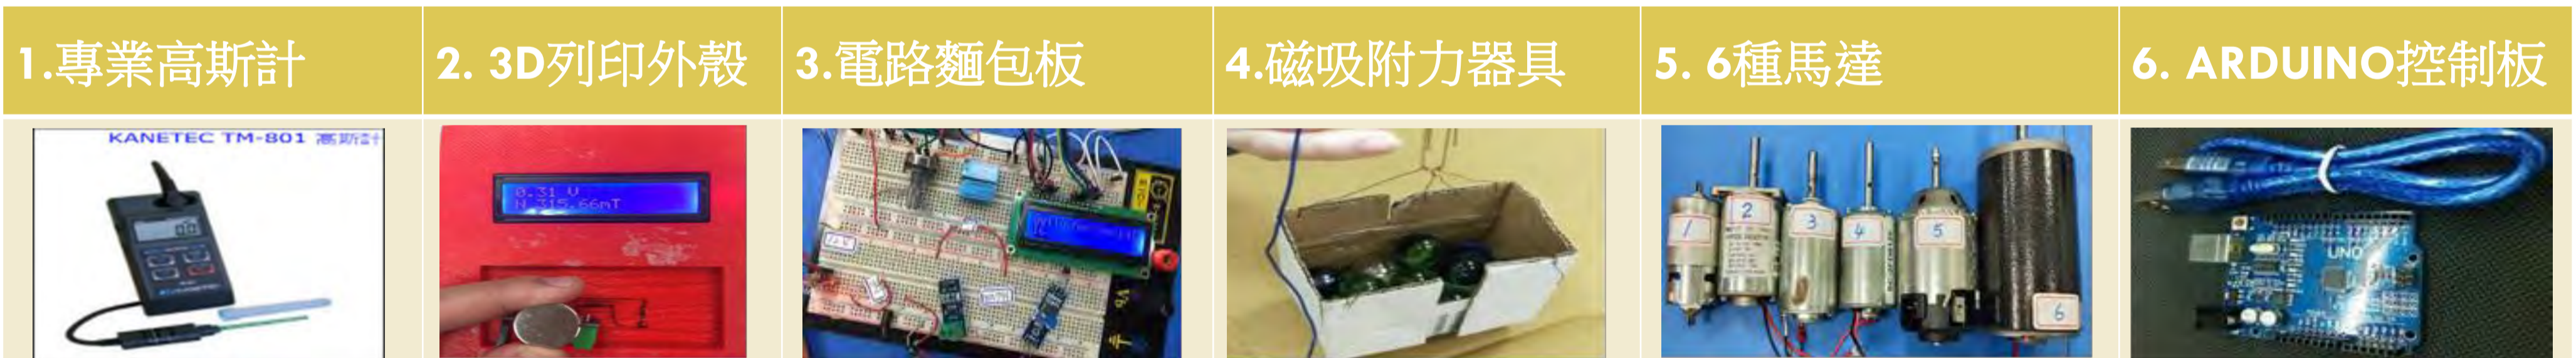 1.專業高斯計
2. 3D列印外殼
3.電路麵包板
4.磁吸附力器具
5. 6種馬達
6. ARDUINO控制板
KANETEC TM-801 高斯計
0.31 V
N 315.66mT
1
2
3
4
5
6
UNO